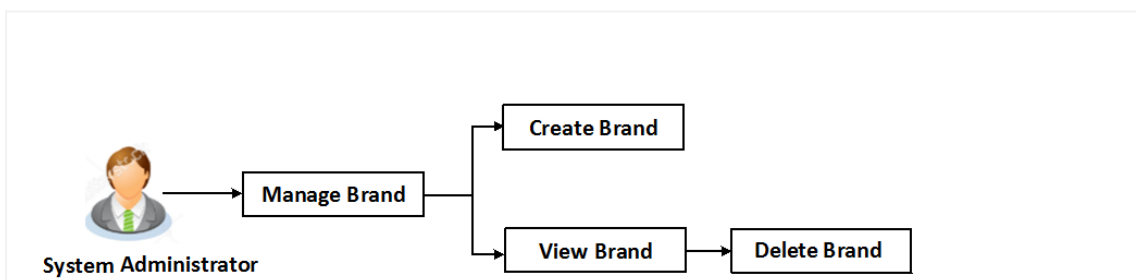 Create Brand
Manage Brand
View Brand
Delete Brand
System Administrator